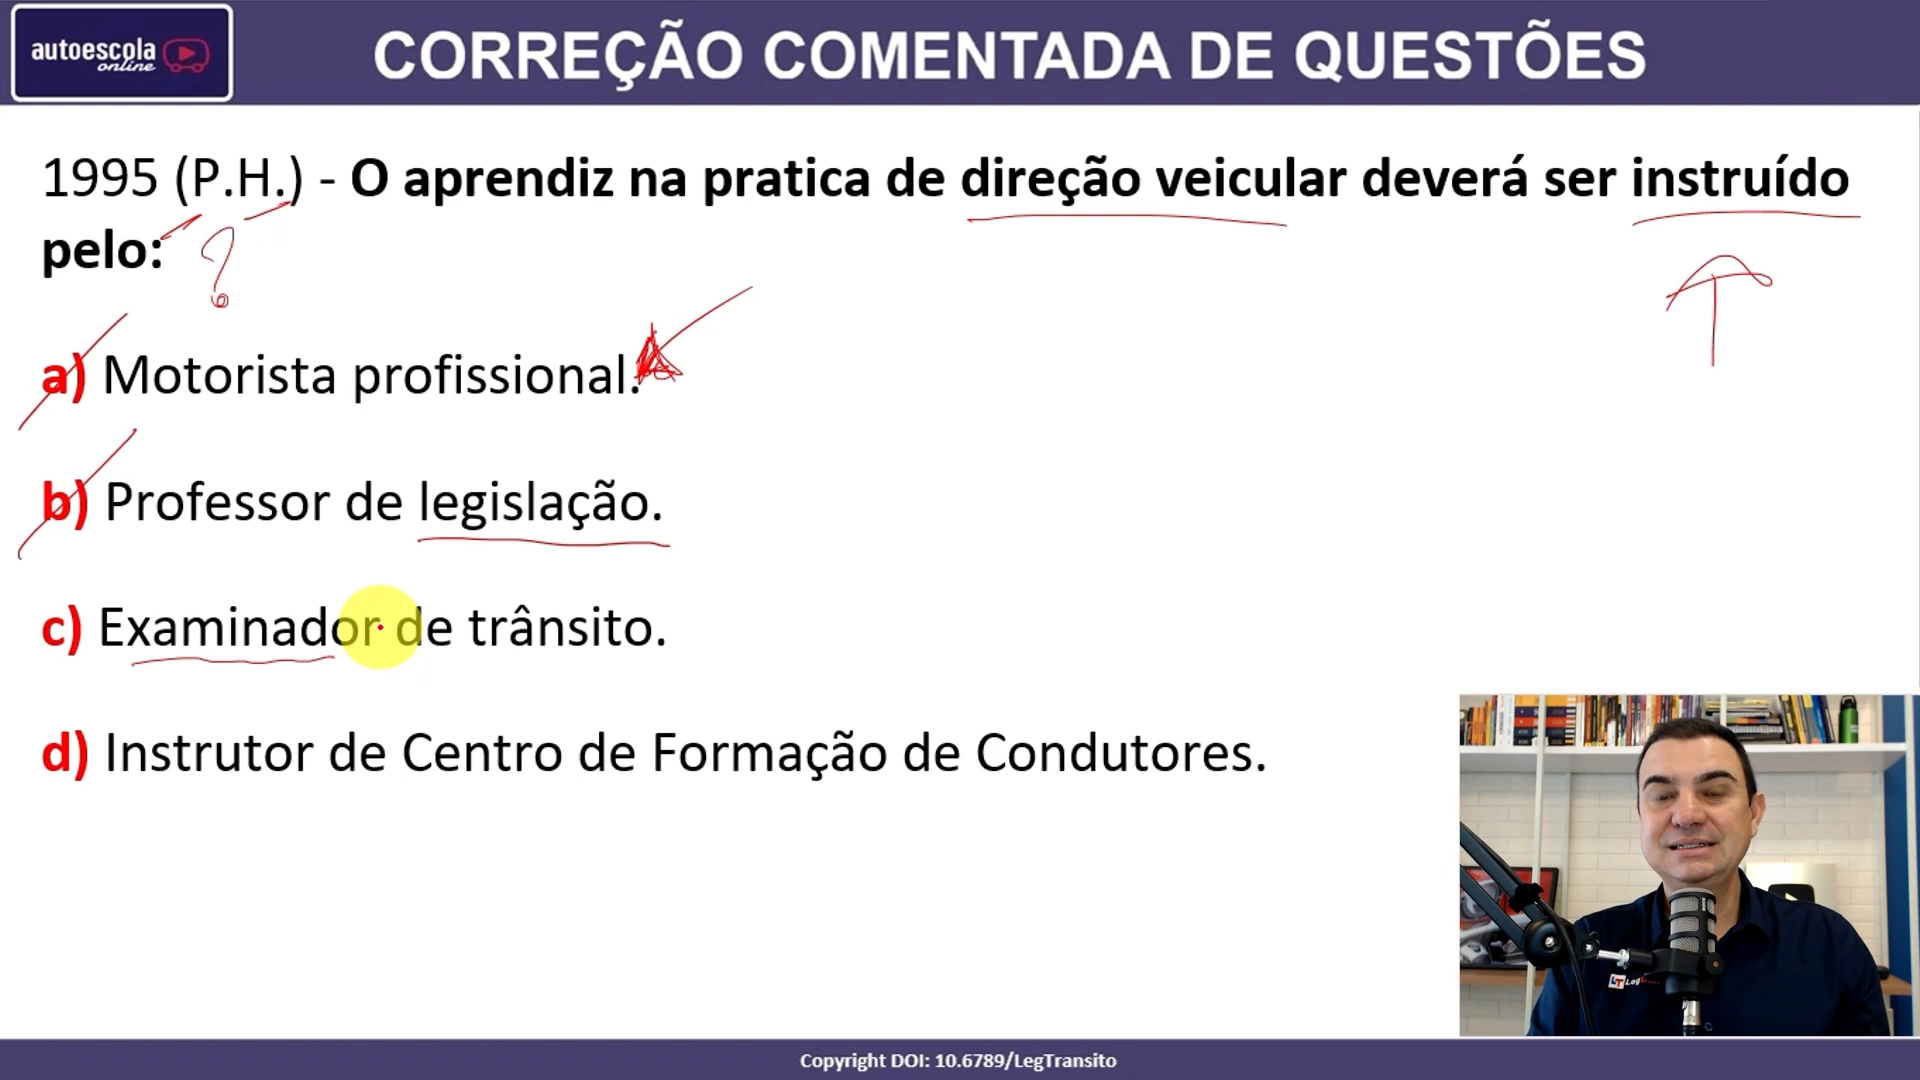 autoescola
online
CORREÇÃO COMENTADA DE QUESTÕES
1995 (P.H.) - O aprendiz na pratica de direção veicular deverá ser instruído
pelo:
?
a) Motorista profissional.
b) Professor de legislação.
c) Examinador de trânsito.
d) Instrutor de Centro de Formação de Condutores.
Copyright DOI: 10.6789/LegTransito